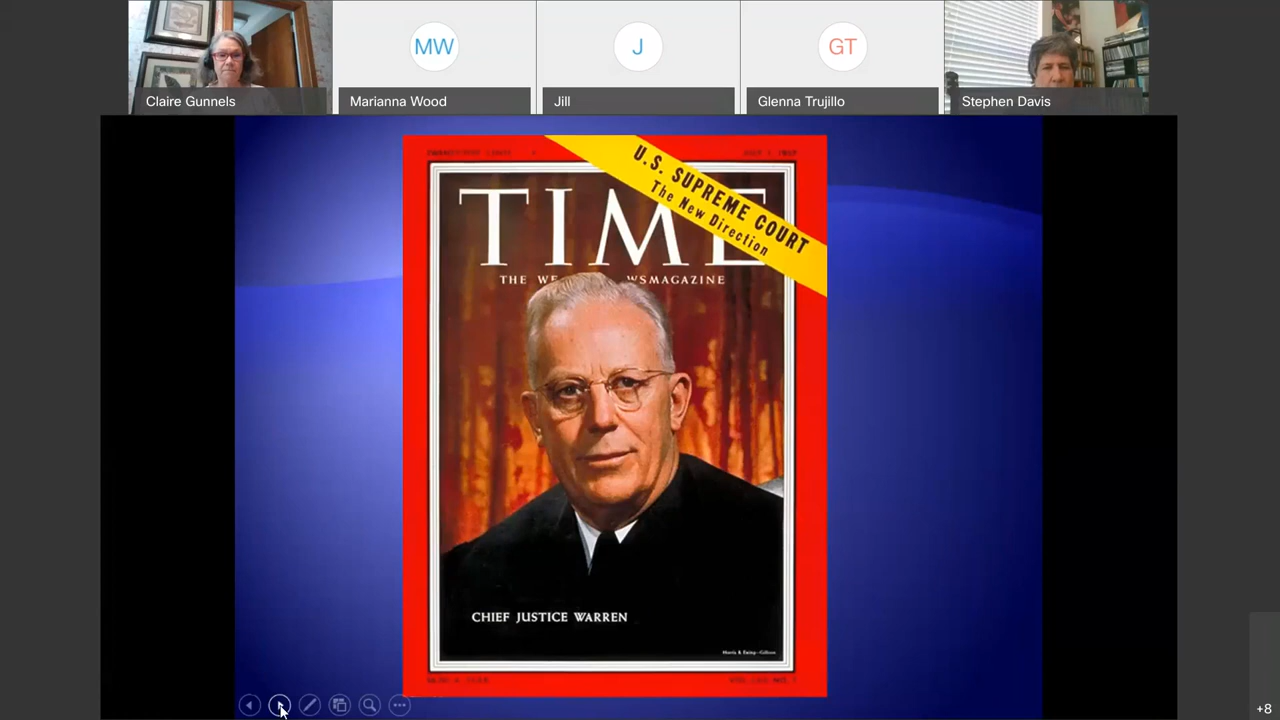 MW
J
GT
Claire Gunnels
Marianna Wood
Jill
Glenna Trujillo
Stephen Davis
U.S. SUPREME COURT
The New Direction
TIME
THE WE WSMAGAZINE
CHIEF JUSTICE WARREN
+8